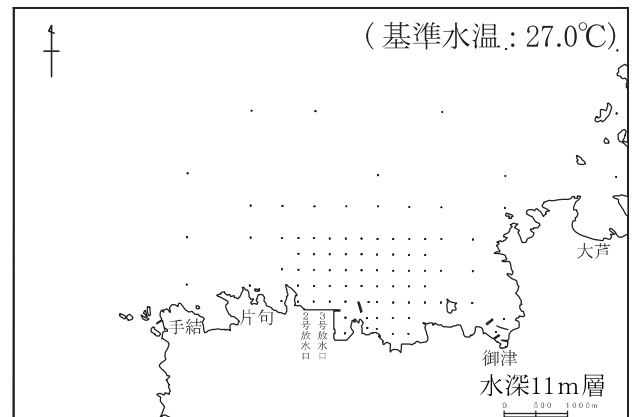 (基準水温：27.0℃)
大芦
手結
片句
2号放水口
3号放水口
御津
水深11m層
0 500 1000m